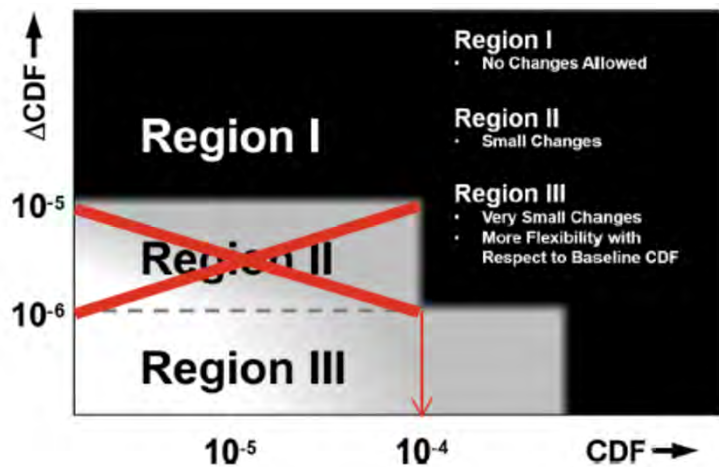 ΔCDF →
Region I
• No Changes Allowed
Region II
• Small Changes
Region III
• Very Small Changes
• More Flexibility with
Respect to Baseline CDF
Region I
10⁻⁵
Region II
10⁻⁶
Region III
10⁻⁵
10⁻⁴
CDF →